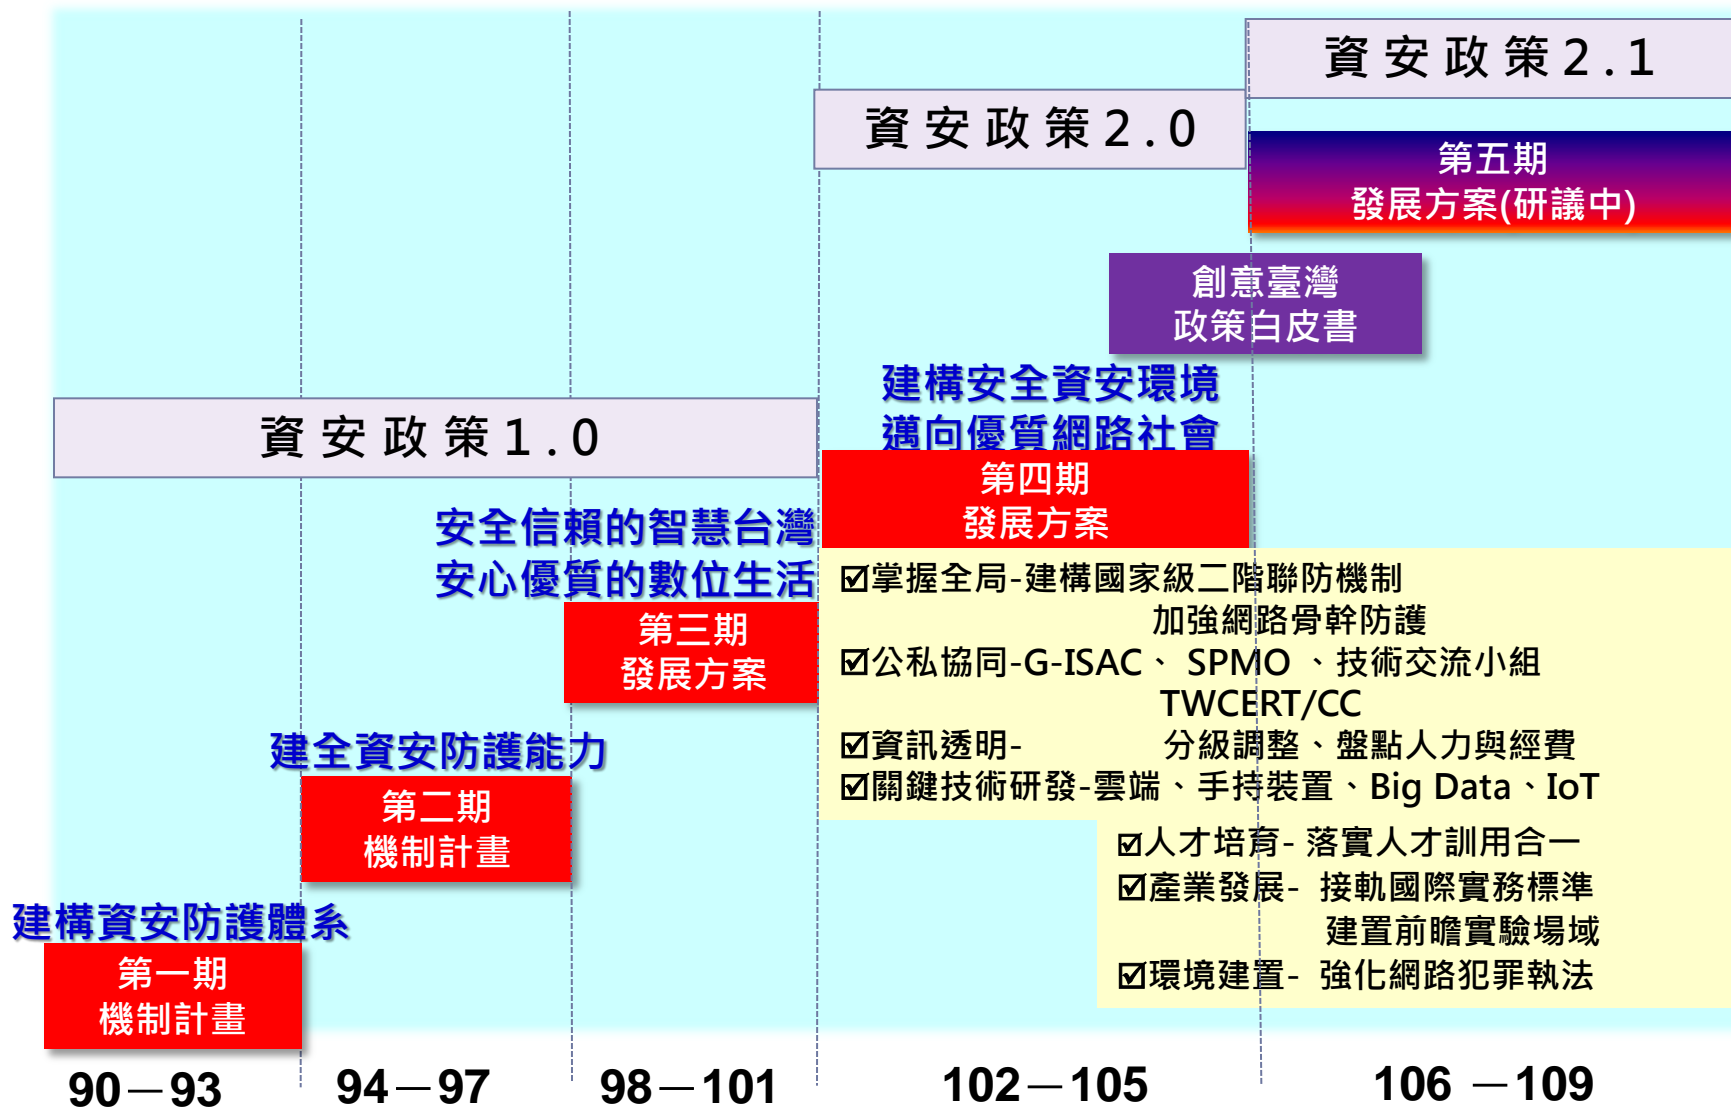 資安政策2.1
資安政策2.0
第五期
發展方案(研議中)
創意臺灣
政策白皮書
建構安全資安環境
邁向優質網路社會
資安政策1.0
第四期
發展方案
安全信賴的智慧台灣
安心優質的數位生活
☑掌握全局-建構國家級二階聯防機制
加強網路骨幹防護
第三期
發展方案
☑公私協同-G-ISAC、 SPMO 、技術交流小組
TWCERT/CC
建全資安防護能力
☑資訊透明- 分級調整、盤點人力與經費
☑關鍵技術研發-雲端、手持裝置、Big Data、IoT
第二期
機制計畫
☑人才培育- 落實人才訓用合一
☑產業發展- 接軌國際實務標準
建置前瞻實驗場域
☑環境建置- 強化網路犯罪執法
建構資安防護體系
第一期
機制計畫
90－93
94－97
98－101
102－105
106 －109